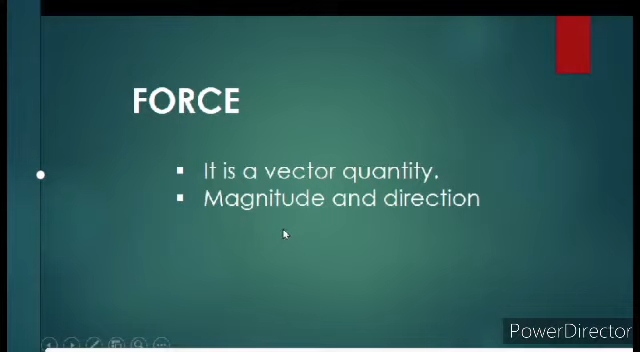 FORCE
▪ It is a vector quantity.
▪ Magnitude and direction
PowerDirector